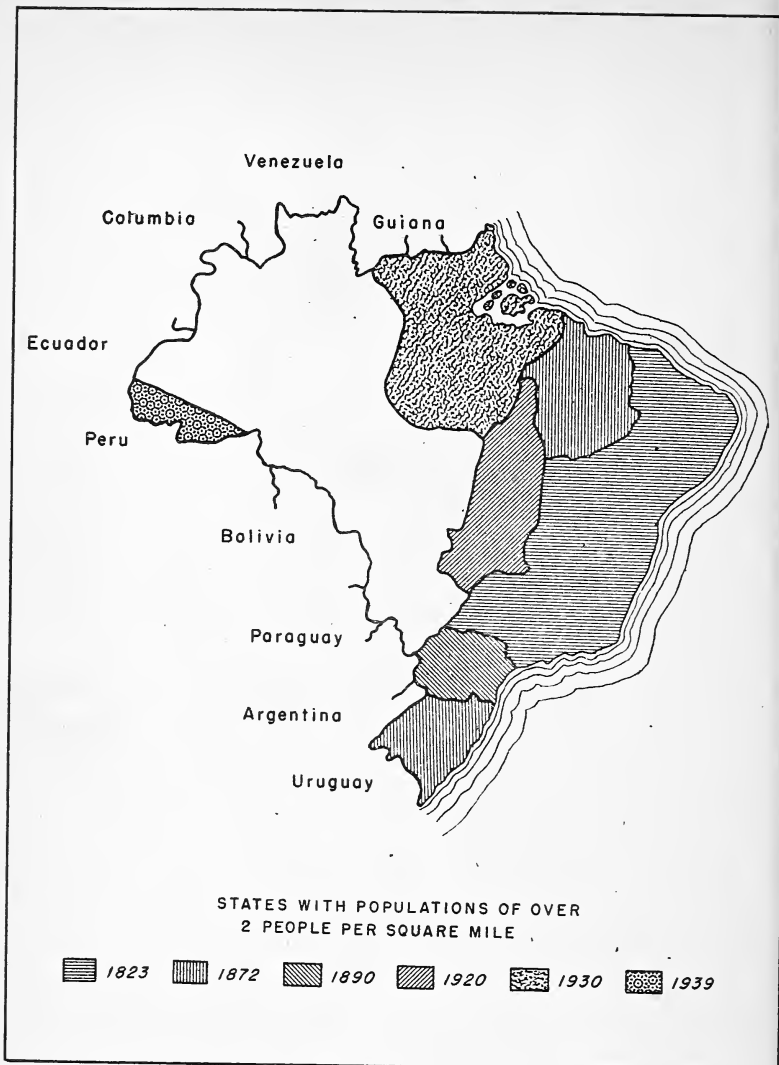 Venezuela
Columbia
Guiana
Ecuador
Peru
Bolivia
Paraguay
Argentina
Uruguay
STATES WITH POPULATIONS OF OVER
2 PEOPLE PER SQUARE MILE
1823 1872 1890 1920 1930 1939